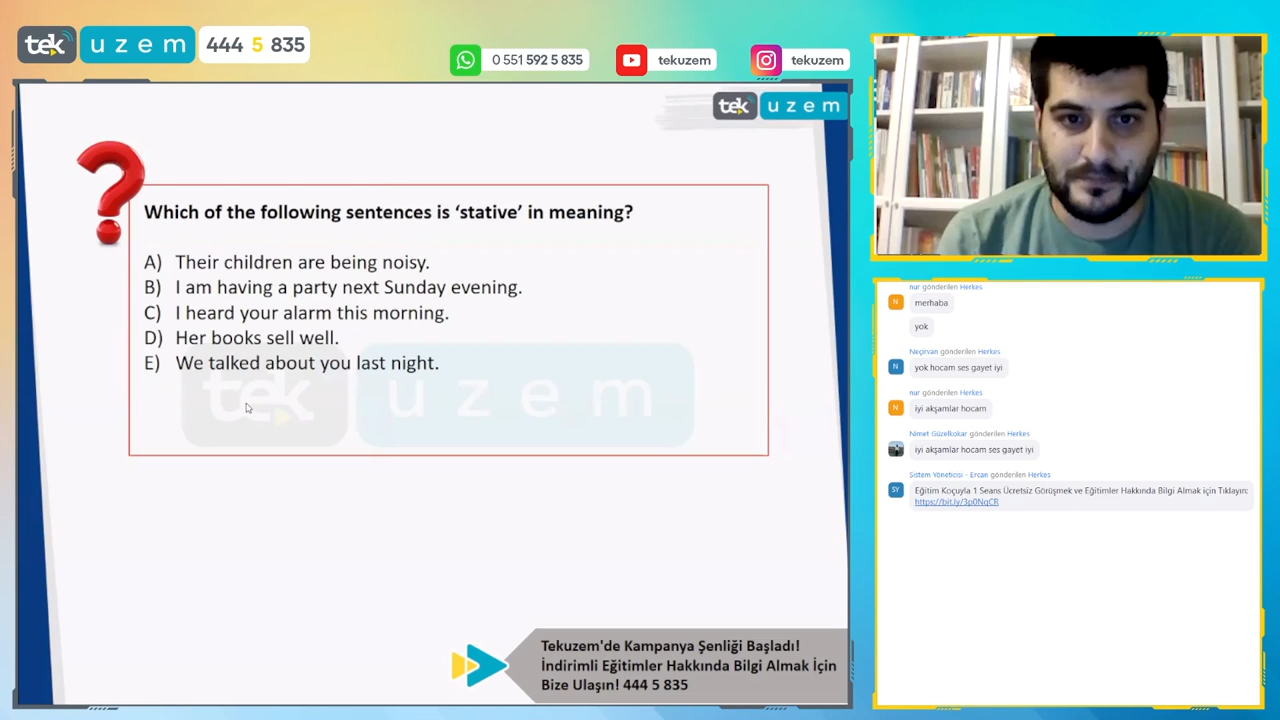 tek uzem 444 5 835
0 551 592 5 835
tekuzem
tekuzem
tek uzem
Which of the following sentences is ‘stative’ in meaning?
A) Their children are being noisy.
B) I am having a party next Sunday evening.
C) I heard your alarm this morning.
D) Her books sell well.
E) We talked about you last night.
tek uzem
Tekuzem'de Kampanya Şenliği Başladı!
İndirimli Eğitimler Hakkında Bilgi Almak İçin
Bize Ulaşın! 444 5 835
nur gönderilen Herkes
N merhaba
yok
Neçirvan gönderilen Herkes
N yok hocam ses gayet iyi
nur gönderilen Herkes
N iyi akşamlar hocam
Nimet Güzelkokar gönderilen Herkes
iyi akşamlar hocam ses gayet iyi
Sistem Yöneticisi - Ercan gönderilen Herkes
SY Eğitim Koçuyla 1 Seans Ücretsiz Görüşmek ve Eğitimler Hakkında Bilgi Almak için Tıklayın:
https://bit.ly/3p0NqCR